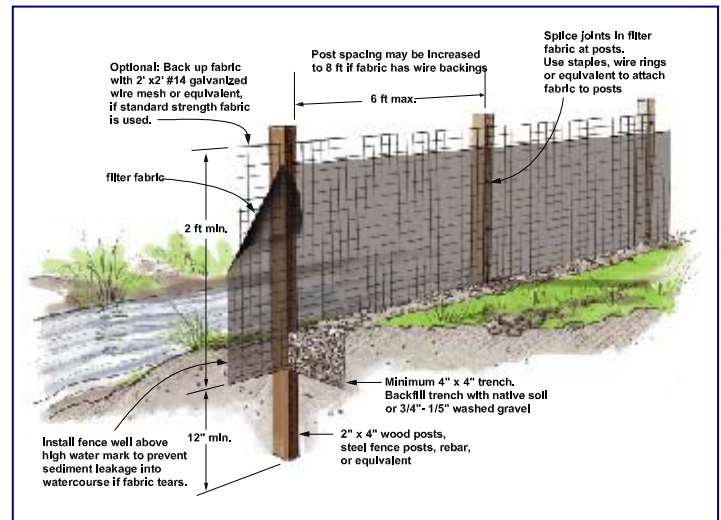 Optional: Back up fabric
with 2' x2' #14 galvanized
wire mesh or equivalent,
if standard strength fabric
is used.
Post spacing may be increased
to 8 ft if fabric has wire backings
6 ft max.
Splice joints in filter
fabric at posts.
Use staples, wire rings
or equivalent to attach
fabric to posts
filter fabric
2 ft min.
Minimum 4" x 4" trench.
Backfill trench with native soil
or 3/4"- 1/5" washed gravel
12" min.
2" x 4" wood posts,
steel fence posts, rebar,
or equivalent
Install fence well above
high water mark to prevent
sediment leakage into
watercourse if fabric tears.